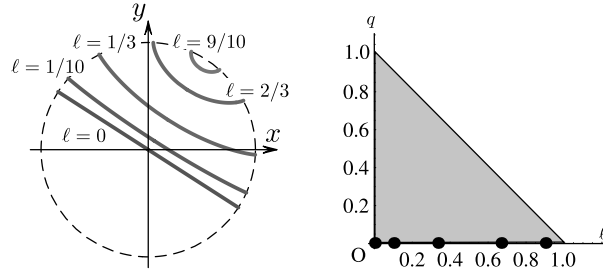 y
ℓ = 1/3
ℓ = 9/10
ℓ = 1/10
ℓ = 2/3
ℓ = 0
x
q
1.0
0.8
0.6
0.4
0.2
O
0.2 0.4 0.6 0.8 1.0
ℓ